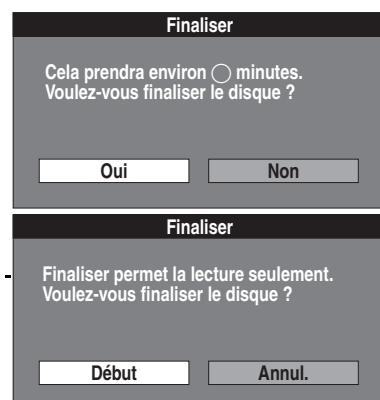 Finaliser
Cela prendra environ ◯ minutes.
Voulez-vous finaliser le disque ?
Oui Non
Finaliser
Finaliser permet la lecture seulement.
Voulez-vous finaliser le disque ?
Début Annul.